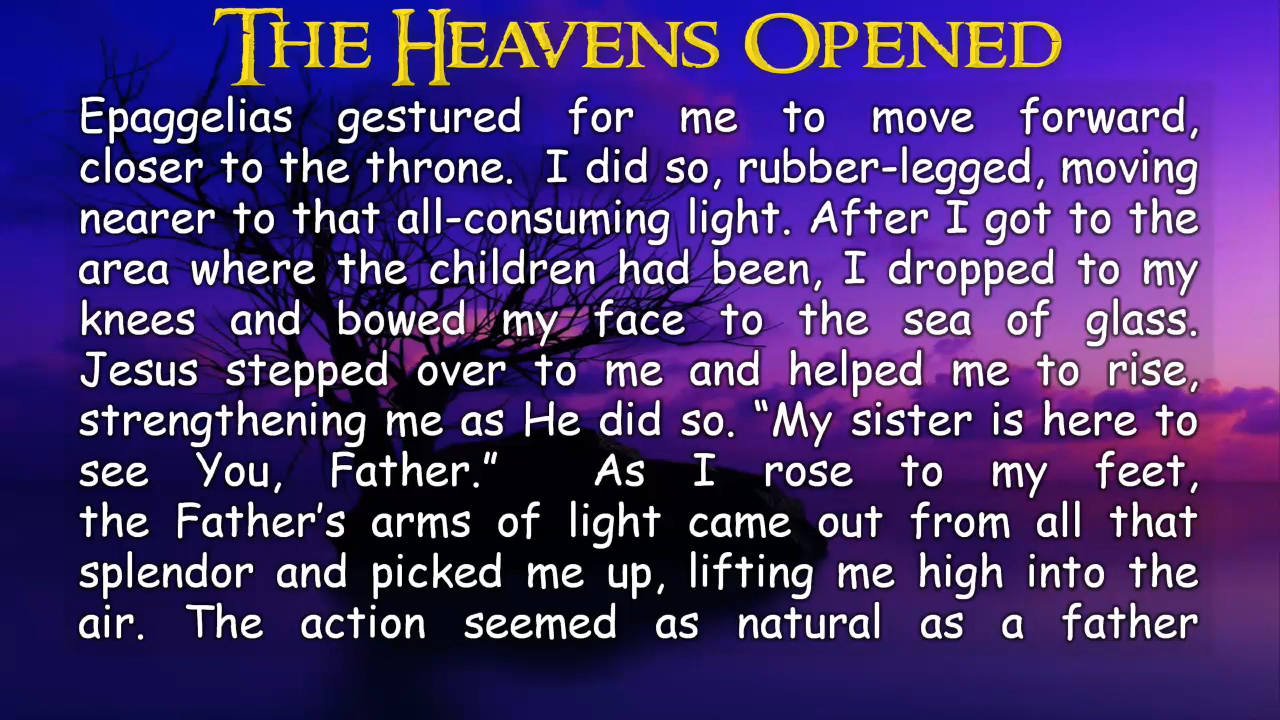 THE HEAVENS OPENED
Epaggelias gestured for me to move forward,
closer to the throne.  I did so, rubber-legged, moving
nearer to that all-consuming light. After I got to the
area where the children had been, I dropped to my
knees and bowed my face to the sea of glass.
Jesus stepped over to me and helped me to rise,
strengthening me as He did so. “My sister is here to
see You, Father.”  As I rose to my feet,
the Father’s arms of light came out from all that
splendor and picked me up, lifting me high into the
air. The action seemed as natural as a father